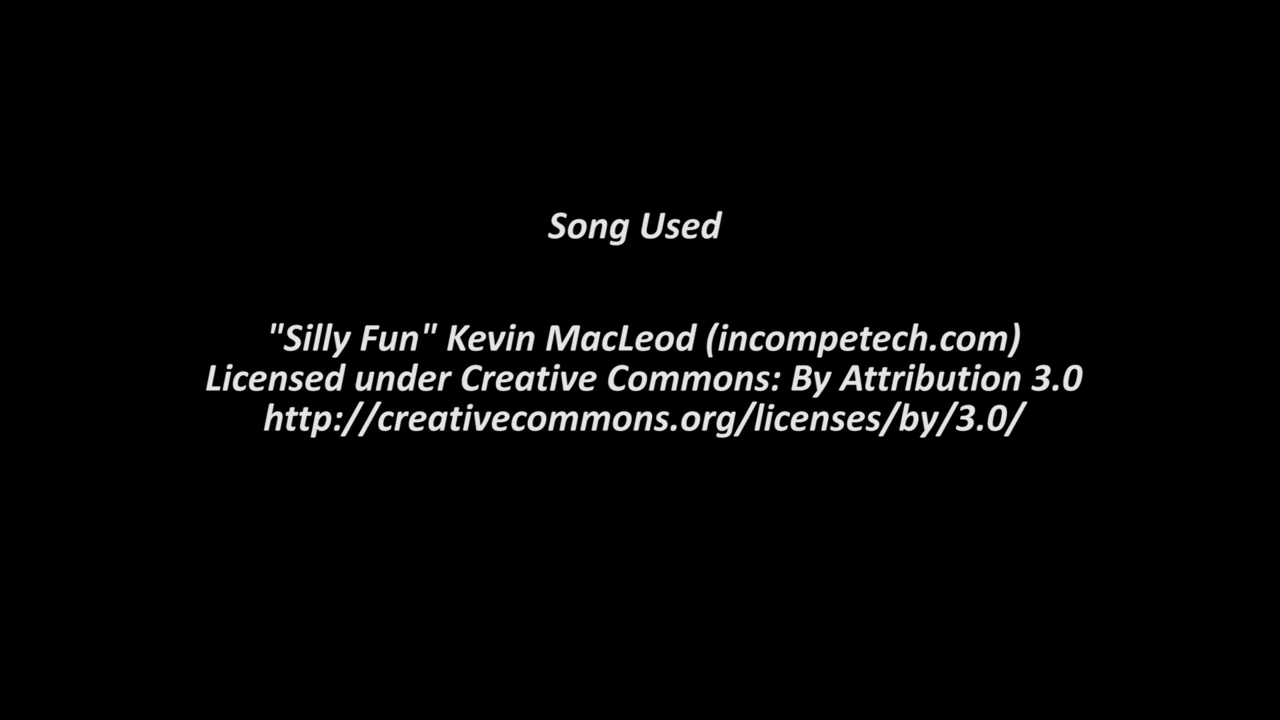 Song Used
"Silly Fun" Kevin MacLeod (incompetech.com)
Licensed under Creative Commons: By Attribution 3.0
http://creativecommons.org/licenses/by/3.0/